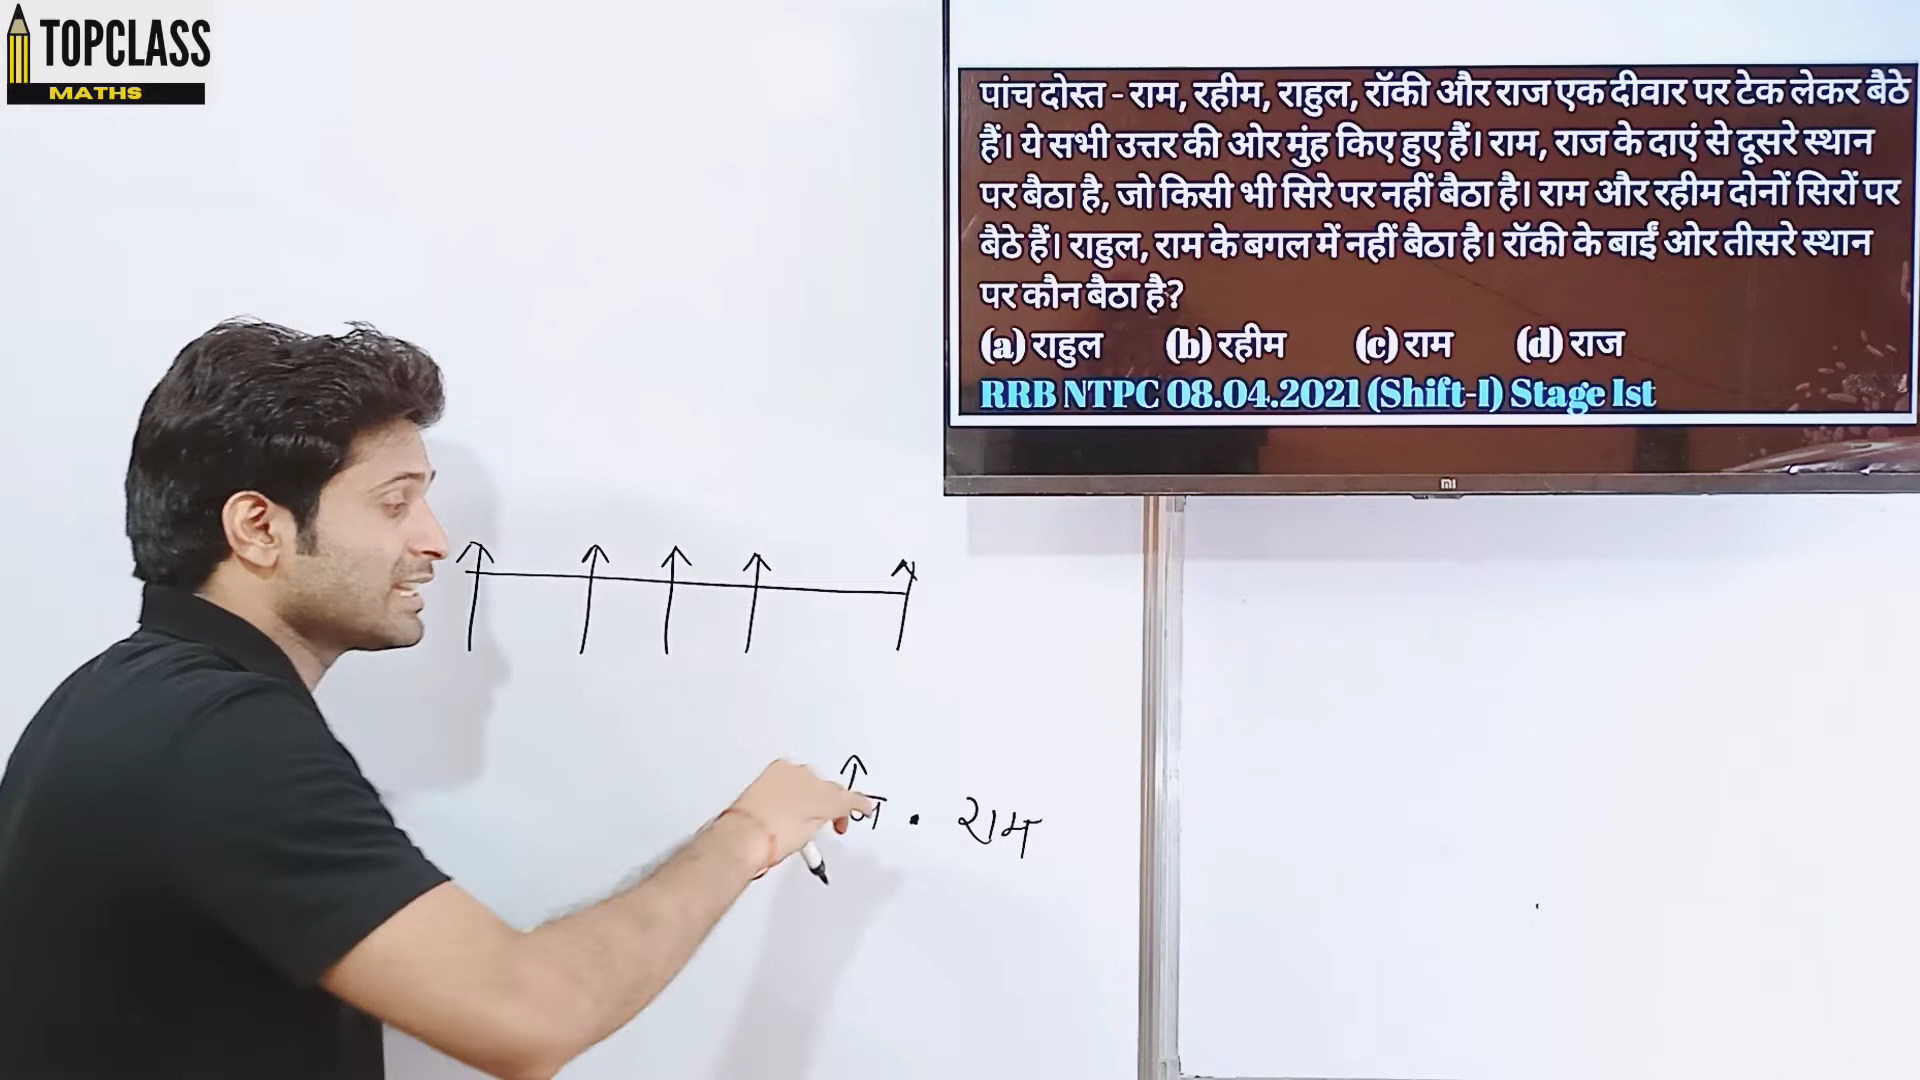 TOPCLASS
MATHS
पांच दोस्त - राम, रहीम, राहुल, रॉकी और राज एक दीवार पर टेक लेकर बैठे
हैं। ये सभी उत्तर की ओर मुंह किए हुए हैं। राम, राज के दाएं से दूसरे स्थान
पर बैठा है, जो किसी भी सिरे पर नहीं बैठा है। राम और रहीम दोनों सिरों पर
बैठे हैं। राहुल, राम के बगल में नहीं बैठा है। रॉकी के बाईं ओर तीसरे स्थान
पर कौन बैठा है?
(a) राहुल (b) रहीम (c) राम (d) राज
RRB NTPC 08.04.2021 (Shift-I) Stage Ist
mi
राम